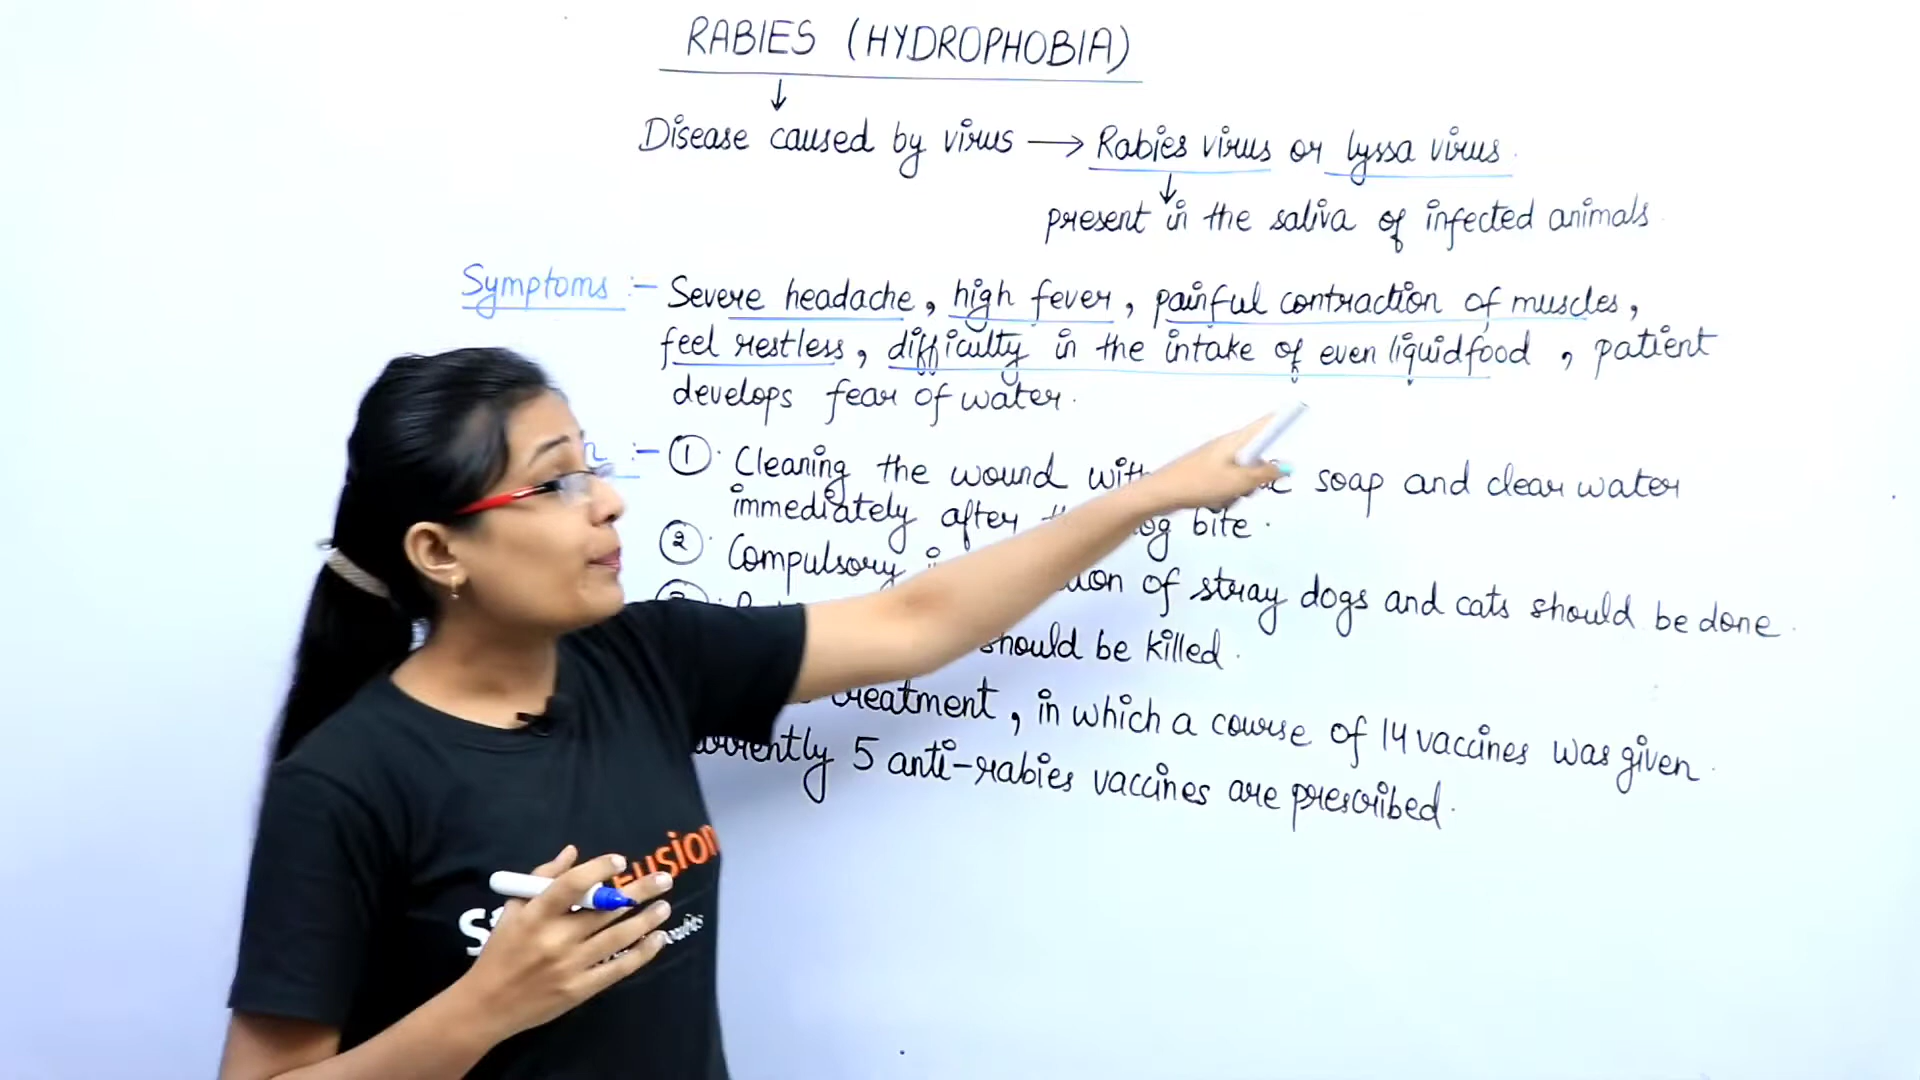 RABIES (HYDROPHOBIA)
↓
Disease caused by virus → Rabies virus or lyssa virus.
↓
present in the saliva of infected animals
Symptoms :- Severe headache, high fever, painful contraction of muscles,
feel restless, difficulty in the intake of even liquid food, patient
develops fear of water.
:- ① Cleaning the wound soap and clear water
immediately after bite.
② Compulsory of stray dogs and cats should be done.
should be killed.
treatment, in which a course of 14 vaccines was given.
5 anti-rabies vaccines are prescribed.